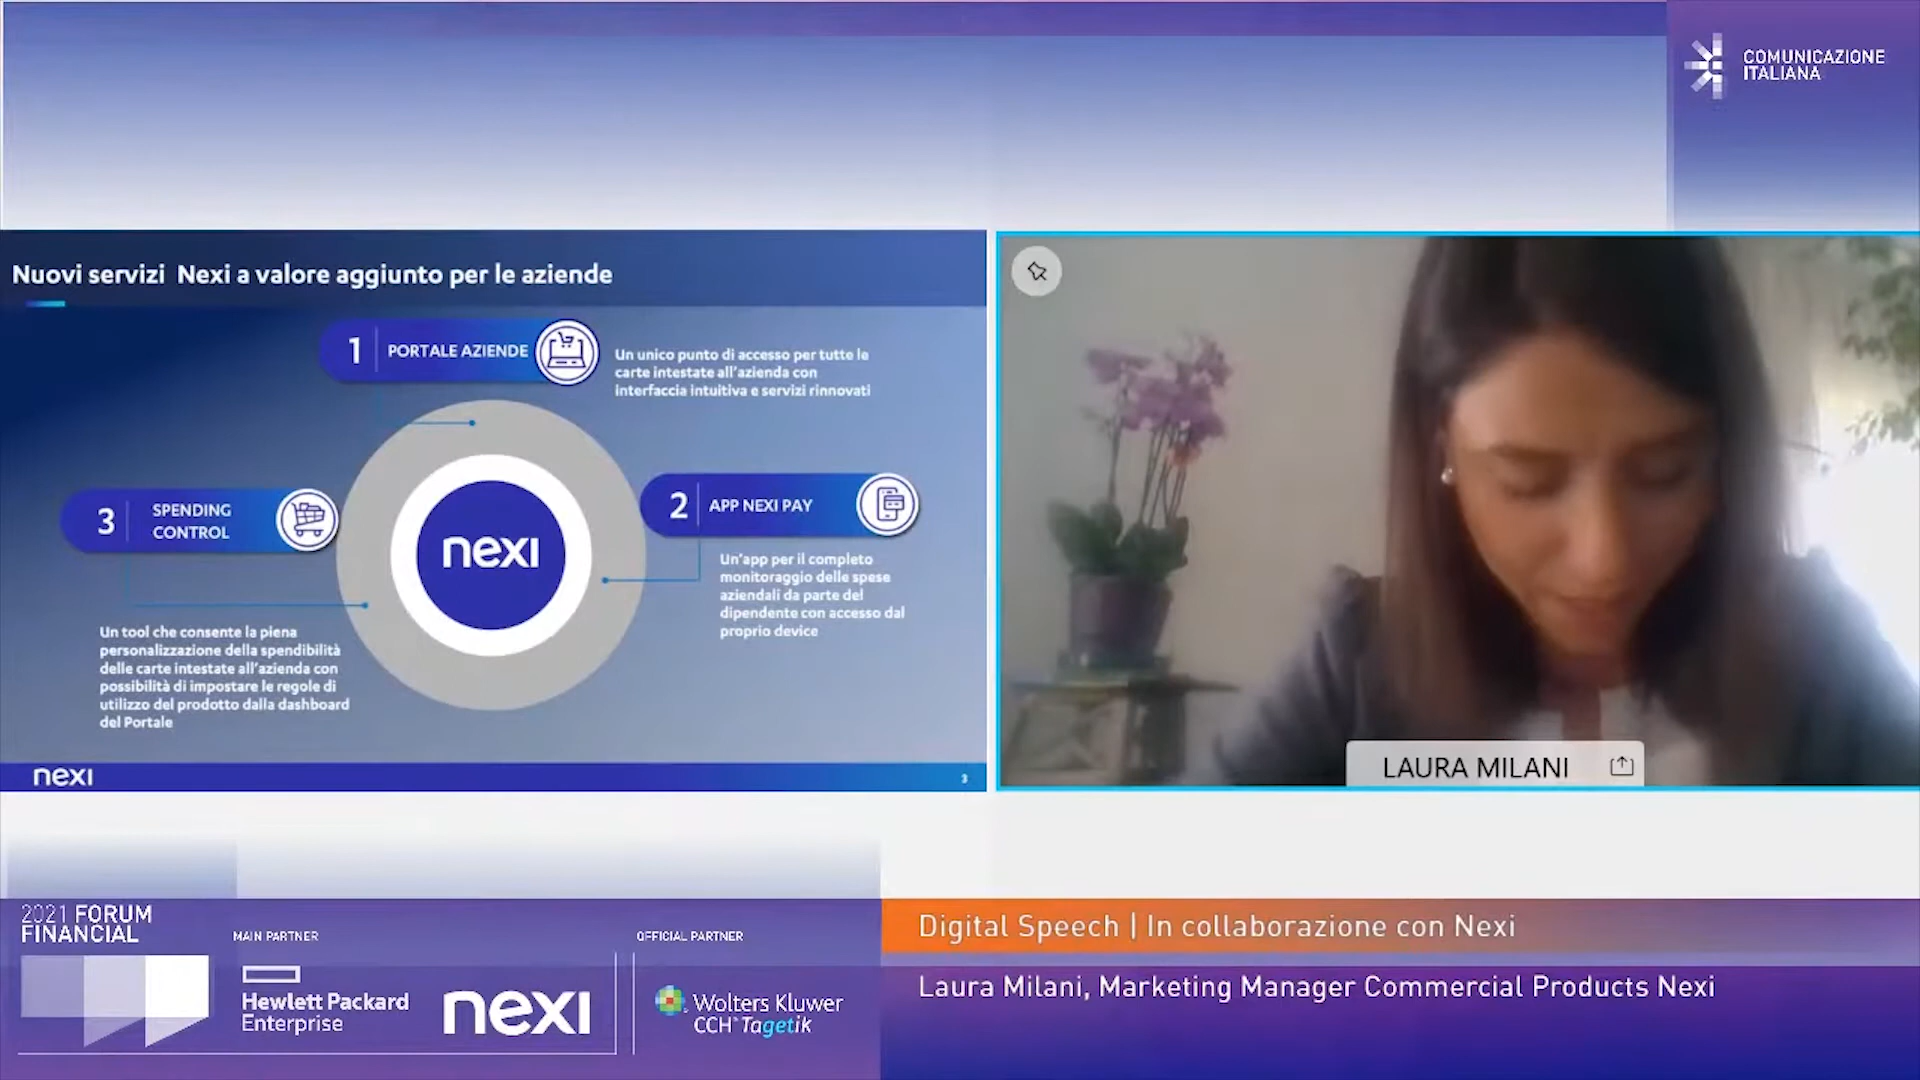 COMUNICAZIONE
ITALIANA
Nuovi servizi Nexi a valore aggiunto per le aziende
1
PORTALE AZIENDE
Un unico punto di accesso per tutte le
carte intestate all'azienda con
interfaccia intuitiva e servizi rinnovati
3
SPENDING
CONTROL
nexi
2
APP NEXI PAY
Un'app per il completo
monitoraggio delle spese
aziendali da parte del
dipendente con accesso dal
proprio device
Un tool che consente la piena
personalizzazione della spendibilità
delle carte intestate all'azienda con
possibilità di impostare le regole di
utilizzo del prodotto dalla dashboard
del Portale
nexi
3
LAURA MILANI
2021 FORUM
FINANCIAL
MAIN PARTNER
Hewlett Packard
Enterprise
nexi
OFFICIAL PARTNER
Wolters Kluwer
CCH® Tagetik
Digital Speech | In collaborazione con Nexi
Laura Milani, Marketing Manager Commercial Products Nexi